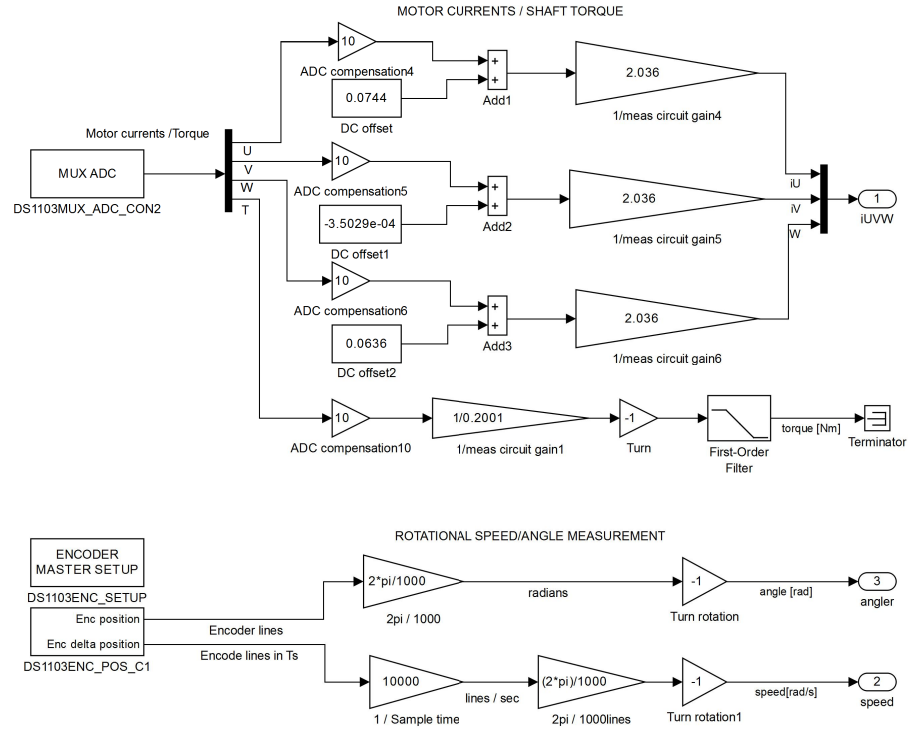 MOTOR CURRENTS / SHAFT TORQUE
10
ADC compensation4
0.0744
DC offset
+
+
Add1
2.036
1/meas circuit gain4
Motor currents /Torque
MUX ADC
DS1103MUX_ADC_CON2
U
V
W
T
10
ADC compensation5
-3.5029e-04
DC offset1
+
+
Add2
2.036
1/meas circuit gain5
iU
iV
W
1
iUVW
10
ADC compensation6
0.0636
DC offset2
+
+
Add3
2.036
1/meas circuit gain6
10
ADC compensation10
1/0.2001
1/meas circuit gain1
-1
Turn
First-Order
Filter
torque [Nm]
Terminator
ROTATIONAL SPEED/ANGLE MEASUREMENT
ENCODER
MASTER SETUP
DS1103ENC_SETUP
Enc position
Enc delta position
DS1103ENC_POS_C1
Encoder lines
Encode lines in Ts
2*pi/1000
2pi / 1000
radians
-1
Turn rotation
angle [rad]
3
angler
10000
1 / Sample time
lines / sec
(2*pi)/1000
2pi / 1000lines
-1
Turn rotation1
speed[rad/s]
2
speed